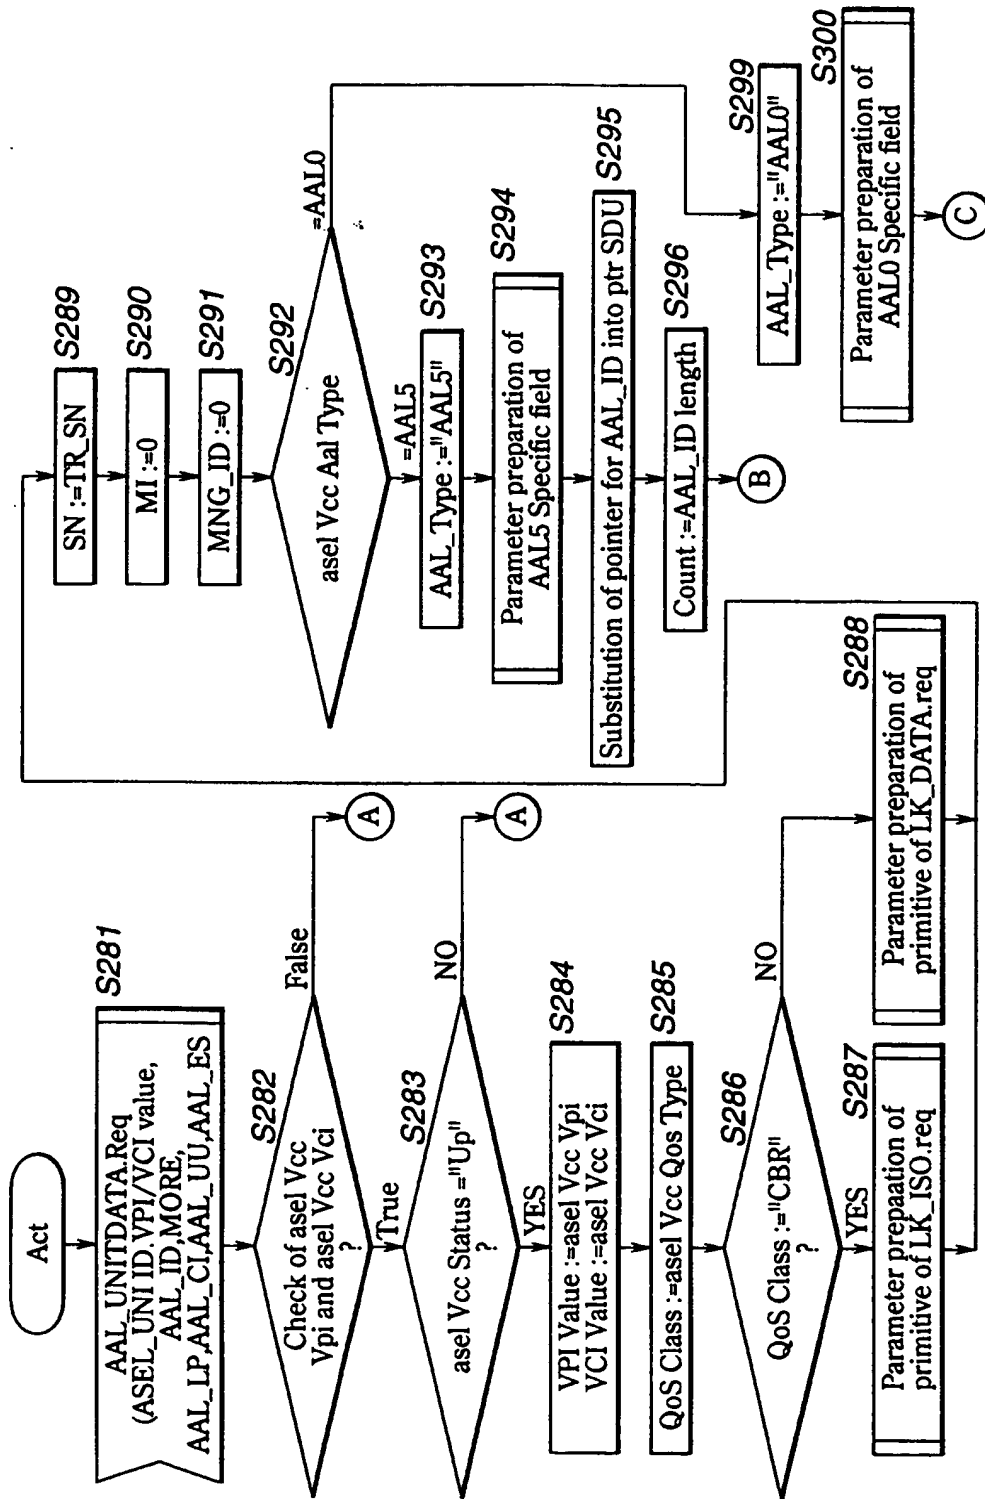 Act
S281
AAL_UNITDATA.Req
(ASEL_UNI ID,VPI/VCI value,
AAL_ID,MORE,
AAL_LP,AAL_CI,AAL_UU,AAL_ES
S282
Check of asel Vcc
Vpi and asel Vcc Vci
?
False
A
True
S283
asel Vcc Status ="Up"
?
NO
A
YES
S284
VPI Value :=asel Vcc Vpi
VCI Value :=asel Vcc Vci
S285
QoS Class :=asel Vcc Qos Type
S286
QoS Class :="CBR"
?
NO
YES
S287
Parameter prepaation of
primitive of LK_ISO.req
S288
Parameter preparation of
primitive of LK_DATA.req
S289
SN :=TR_SN
S290
MI :=0
S291
MNG_ID :=0
S292
asel Vcc Aal Type
=AAL0
=AAL5
S293
AAL_Type :="AAL5"
S294
Parameter preparation of
AAL5 Specific field
S295
Substitution of pointer for AAL_ID into ptr SDU
S296
Count :=AAL_ID length
B
S299
AAL_Type :="AAL0"
S300
Parameter preparation of
AAL0 Specific field
C